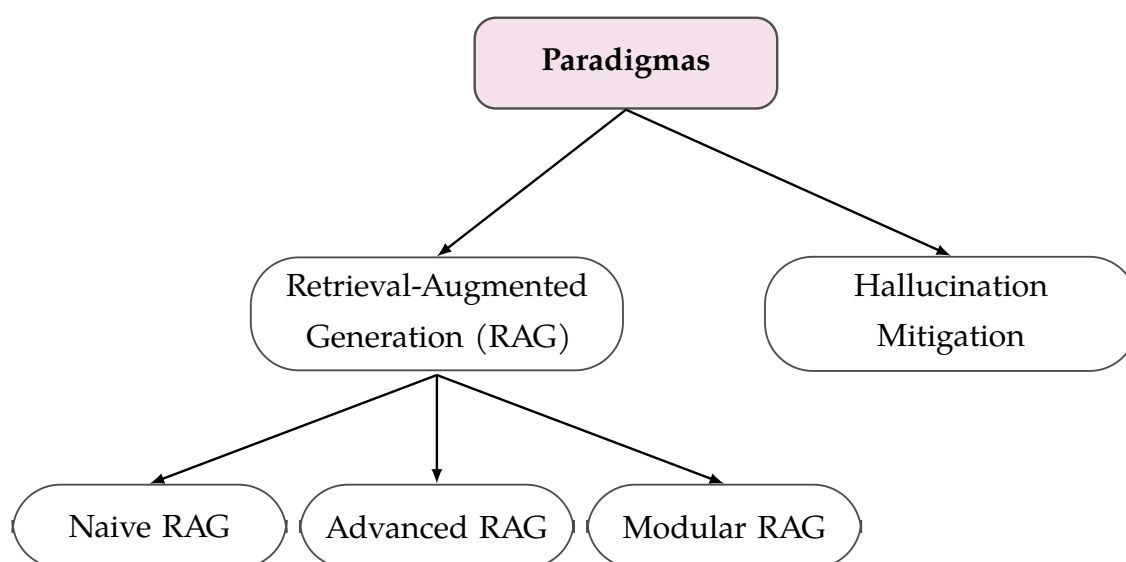 Paradigmas
Retrieval-Augmented
Generation (RAG)
Hallucination
Mitigation
Naive RAG
Advanced RAG
Modular RAG